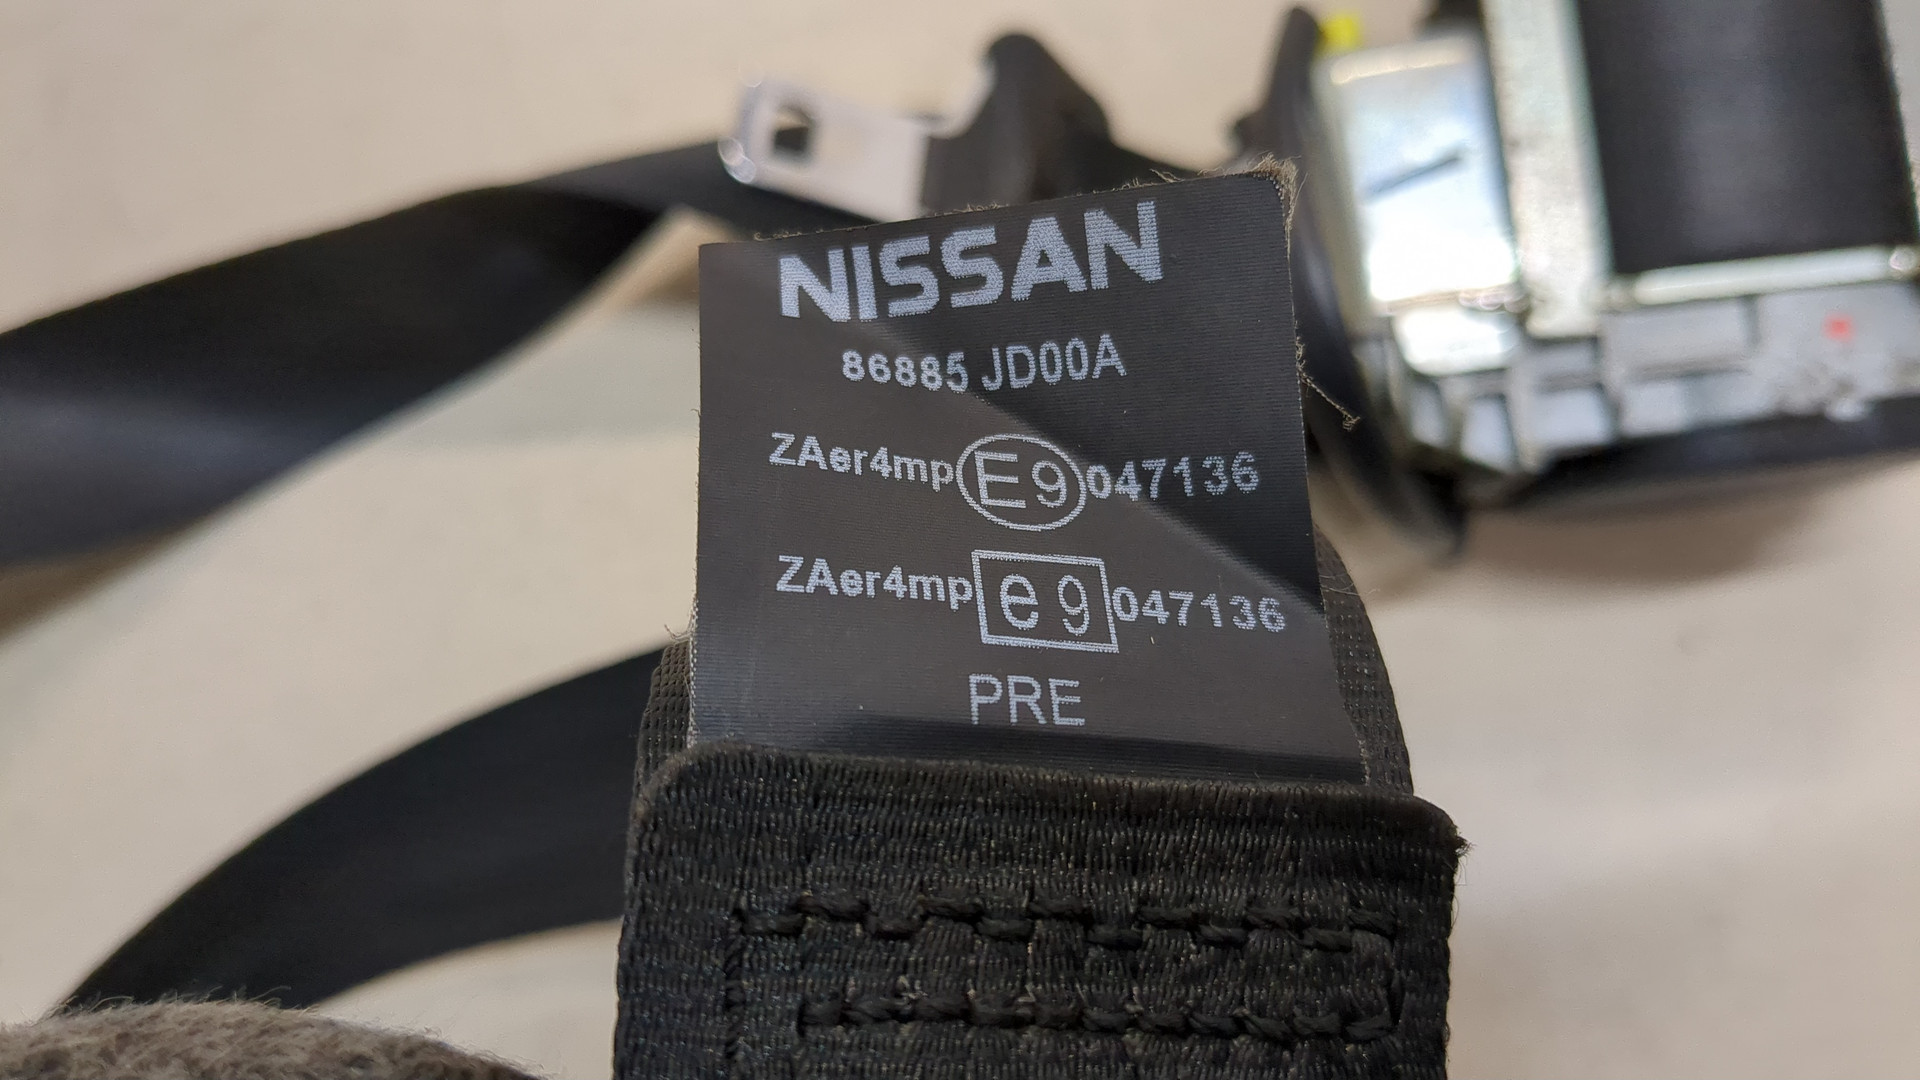 NISSAN
86885 JD00A
ZAer4mp E9 047136
ZAer4mp e9 047136
PRE